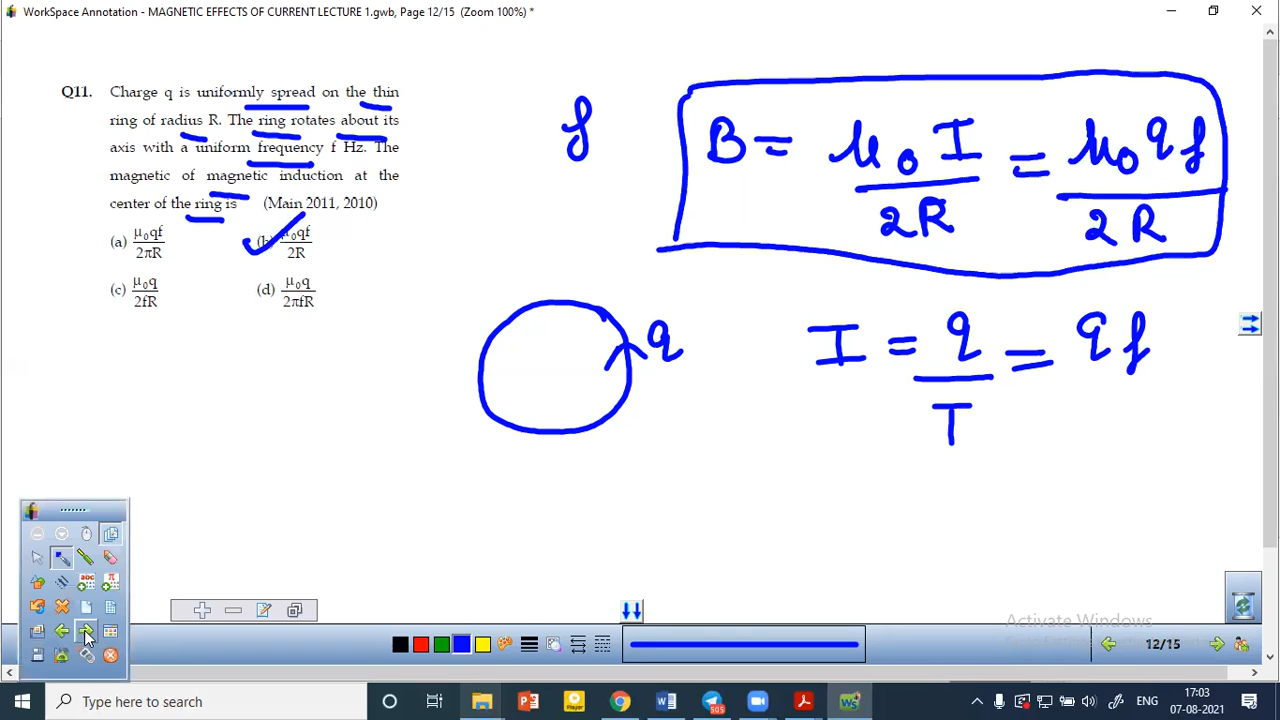 WorkSpace Annotation - MAGNETIC EFFECTS OF CURRENT LECTURE 1.gwb, Page 12/15 (Zoom 100%) *
Q11. Charge q is uniformly spread on the thin
ring of radius R. The ring rotates about its
axis with a uniform frequency f Hz. The
magnetic of magnetic induction at the
center of the ring is (Main 2011, 2010)
(a) μ₀qf/2πR (b) μ₀qf/2R
(c) μ₀q/2fR (d) μ₀q/2πfR
f
B = μ₀I/2R = μ₀qf/2R
q
I = q/T = qf
abc
π
Activate Windows
12/15
Type here to search
SOS
ENG
17:03
07-08-2021